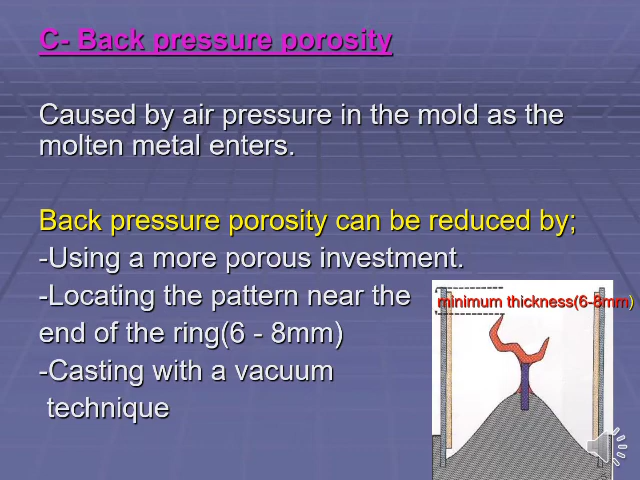 C- Back pressure porosity
Caused by air pressure in the mold as the
molten metal enters.
Back pressure porosity can be reduced by;
-Using a more porous investment.
-Locating the pattern near the
end of the ring(6 - 8mm)
-Casting with a vacuum
technique
minimum thickness(6-8mm)